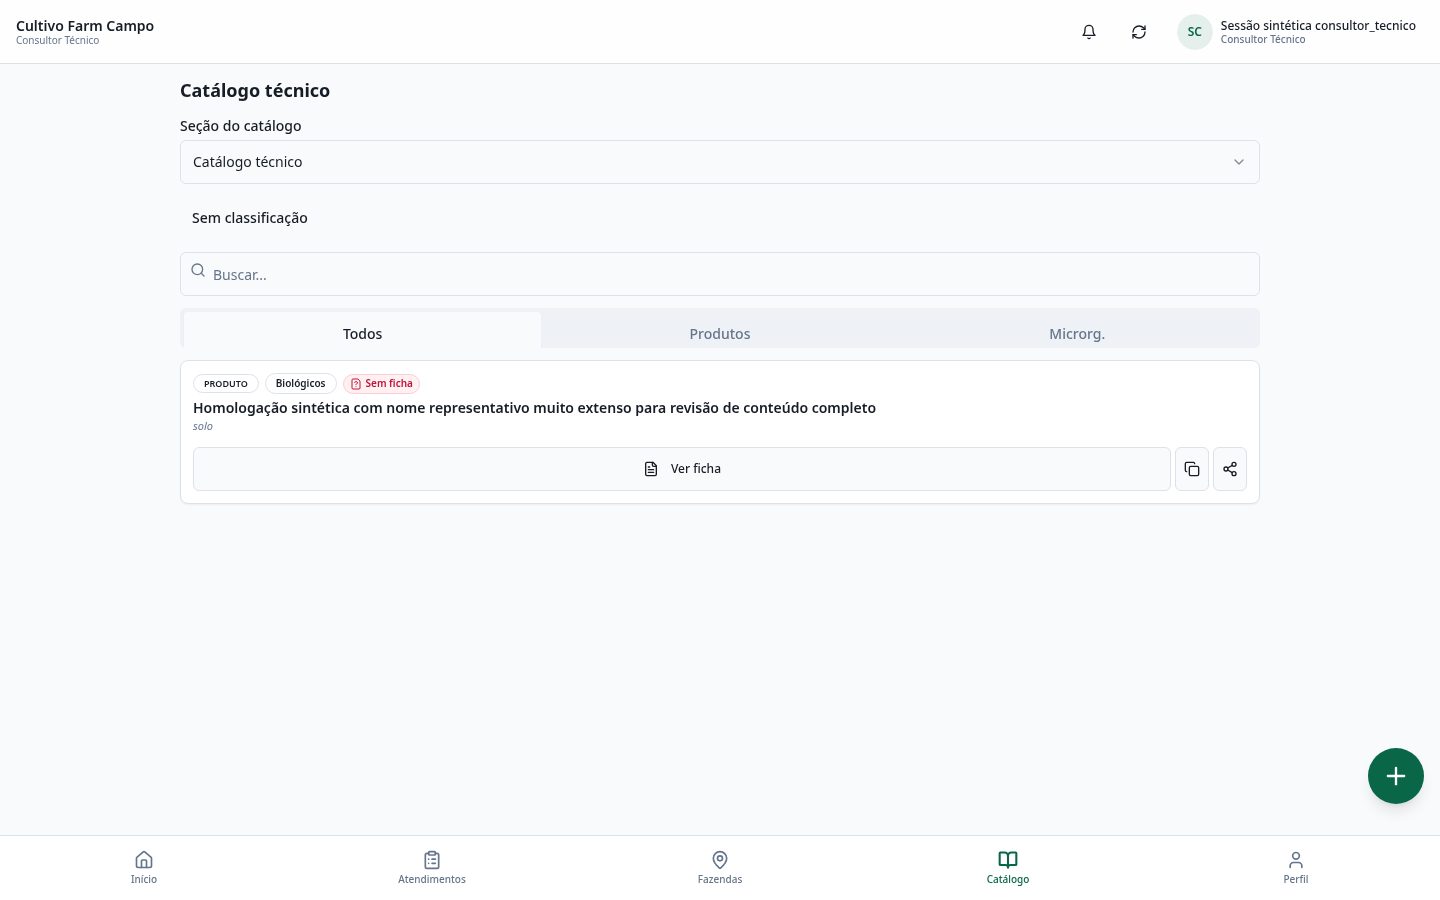 Cultivo Farm Campo
Consultor Técnico
SC
Sessão sintética consultor_tecnico
Consultor Técnico
Catálogo técnico
Seção do catálogo
Catálogo técnico
Sem classificação
Buscar...
Todos
Produtos
Microrg.
PRODUTO
Biológicos
Sem ficha
Homologação sintética com nome representativo muito extenso para revisão de conteúdo completo
solo
Ver ficha
Início
Atendimentos
Fazendas
Catálogo
Perfil